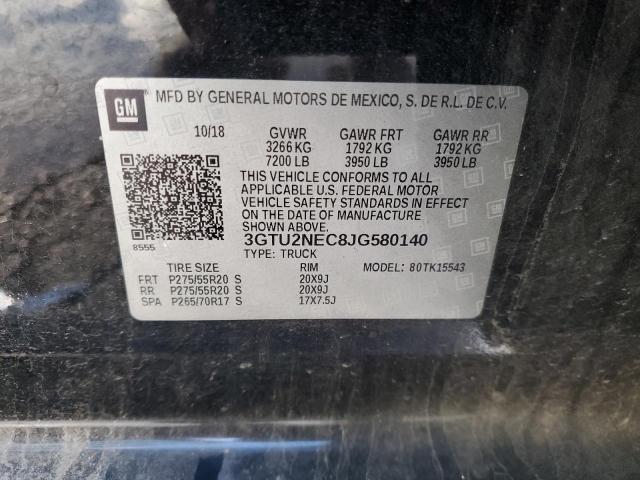 GM
MFD BY GENERAL MOTORS DE MEXICO, S. DE R.L. DE C.V.
10/18 GVWR GAWR FRT GAWR RR
3266 KG 1792 KG 1792 KG
7200 LB 3950 LB 3950 LB
THIS VEHICLE CONFORMS TO ALL
APPLICABLE U.S. FEDERAL MOTOR
VEHICLE SAFETY STANDARDS IN EFFECT
ON THE DATE OF MANUFACTURE
SHOWN ABOVE.
8555
3GTU2NEC8JG580140
TYPE: TRUCK
TIRE SIZE RIM MODEL: 80TK15543
FRT P275/55R20 S 20X9J
RR P275/55R20 S 20X9J
SPA P265/70R17 S 17X7.5J